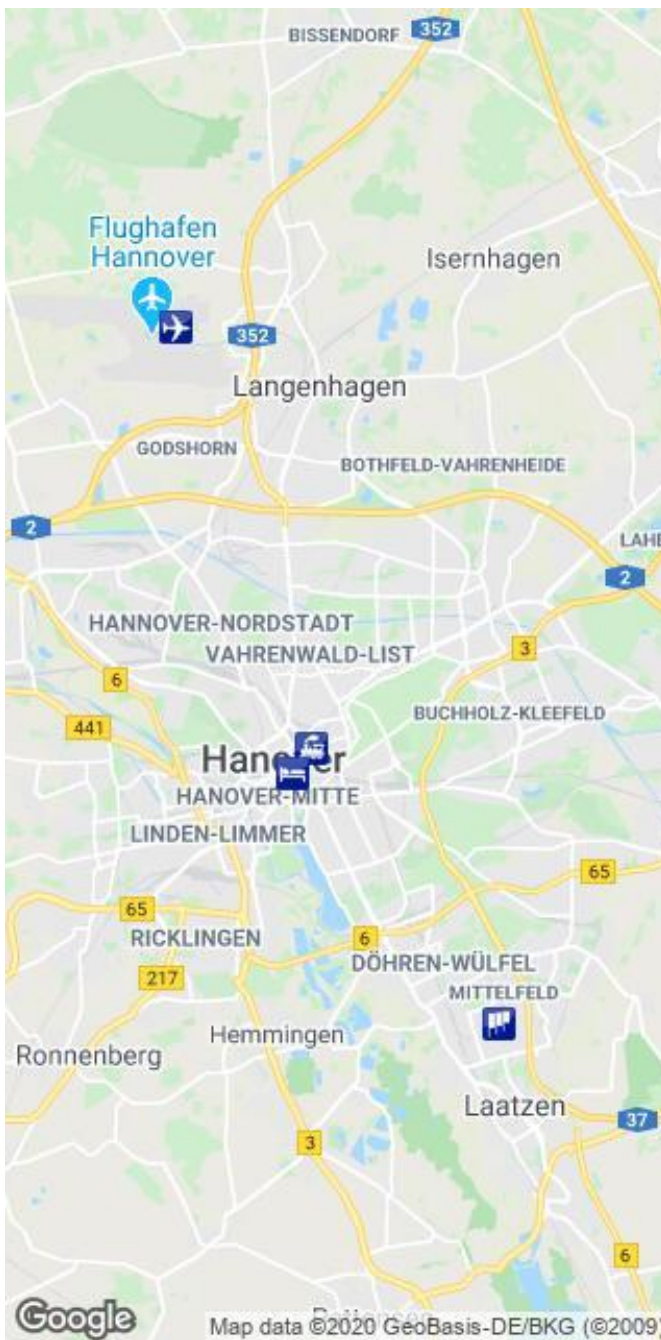 BISSENDORF
352
Flughafen
Hannover
Isernhagen
352
Langenhagen
GODSHORN
BOTHFELD-VAHRENHEIDE
2
LAHE
2
HANNOVER-NORDSTADT
VAHRENWALD-LIST
3
6
BUCHHOLZ-KLEEFELD
441
HANOVER-MITTE
LINDEN-LIMMER
65
65
RICKLINGEN
6
DÖHREN-WÜLFEL
217
MITTELFELD
Hemmingen
Ronnenberg
Laatzen
37
3
6
Google
Map data ©2020 GeoBasis-DE/BKG (©2009)